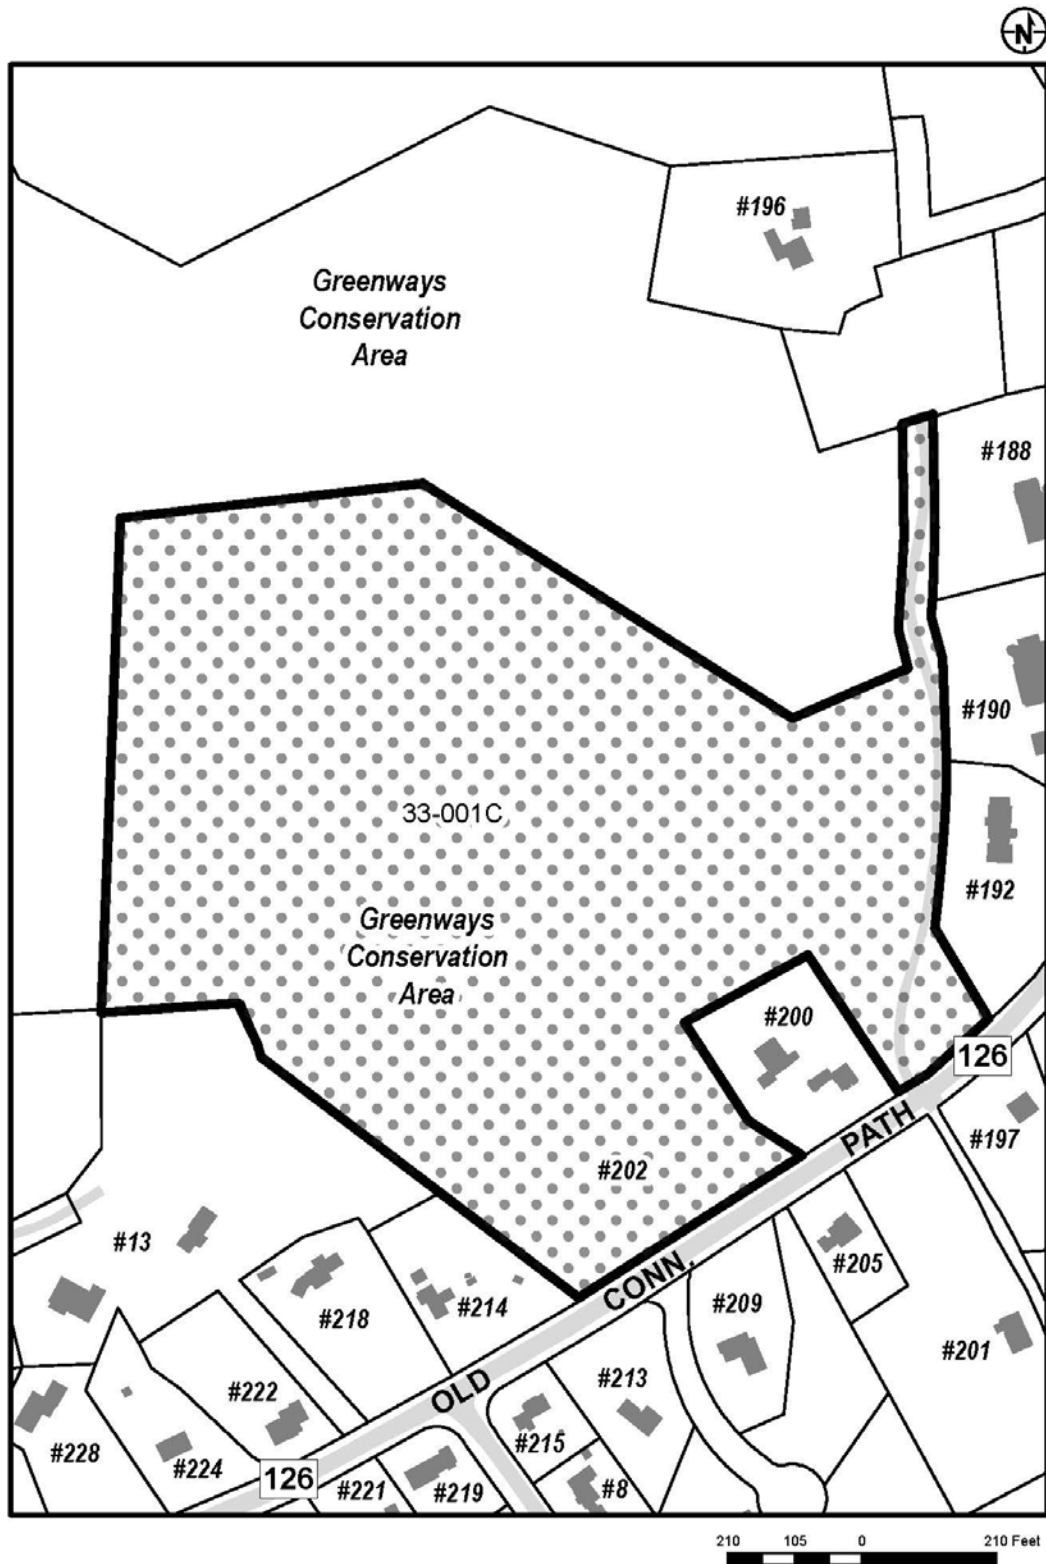 N
#196
Greenways
Conservation
Area
#188
#190
33-001C
#192
Greenways
Conservation
Area
#200
126
PATH
#197
#202
#13
#205
CONN.
#209
#214
#218
#201
#213
OLD
#222
#215
#228
#224
126
#221
#219
#8
210 105 0 210 Feet